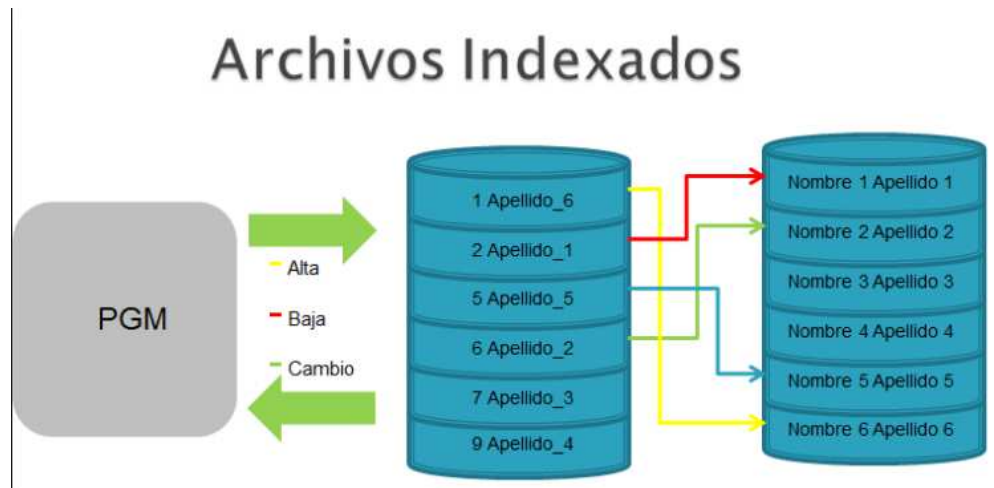 Archivos Indexados
PGM
Alta
Baja
Cambio
1 Apellido_6
2 Apellido_1
5 Apellido_5
6 Apellido_2
7 Apellido_3
9 Apellido_4
Nombre 1 Apellido 1
Nombre 2 Apellido 2
Nombre 3 Apellido 3
Nombre 4 Apellido 4
Nombre 5 Apellido 5
Nombre 6 Apellido 6